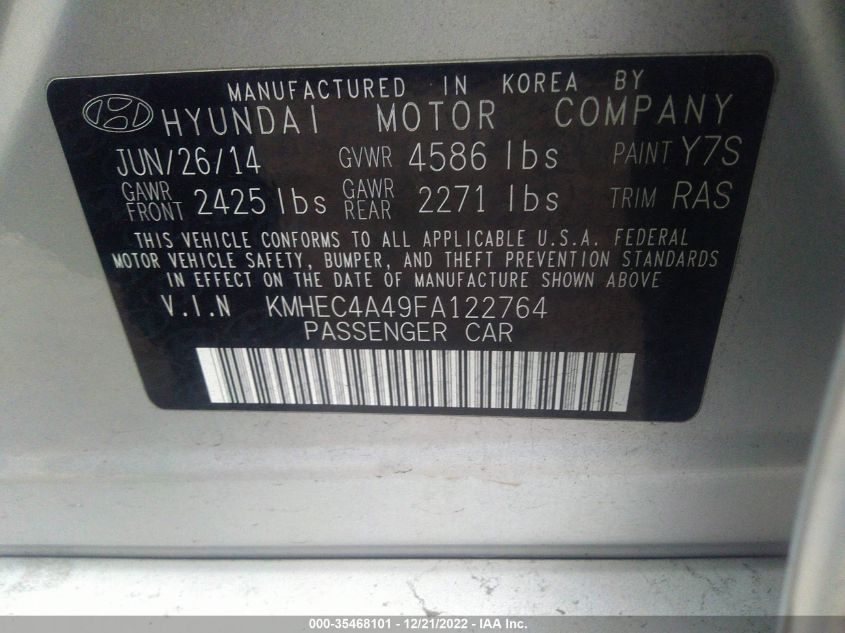 MANUFACTURED IN KOREA BY
HYUNDAI MOTOR COMPANY
JUN/26/14 GVWR 4586 lbs PAINT Y7S
GAWR FRONT 2425 lbs GAWR REAR 2271 lbs TRIM RAS
THIS VEHICLE CONFORMS TO ALL APPLICABLE U.S.A. FEDERAL
MOTOR VEHICLE SAFETY, BUMPER, AND THEFT PREVENTION STANDARDS
IN EFFECT ON THE DATE OF MANUFACTURE SHOWN ABOVE
V.I.N KMHEC4A49FA122764
PASSENGER CAR
000-35468101 - 12/21/2022 - IAA Inc.